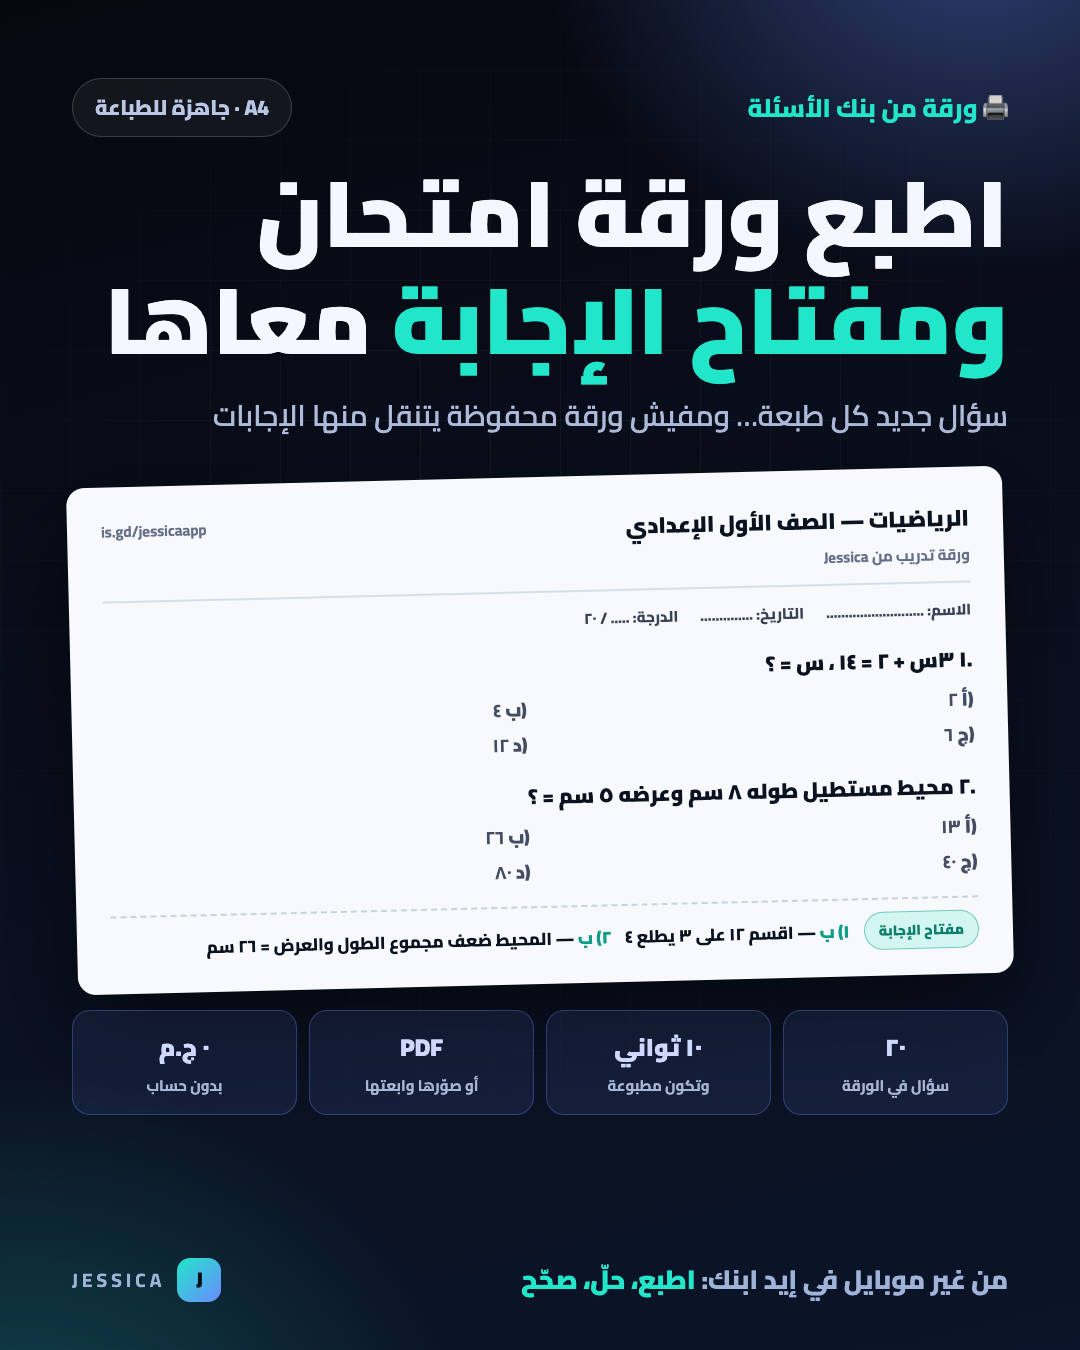 ورقة من بنك الأسئلة
A4 · جاهزة للطباعة
اطبع ورقة امتحان
ومفتاح الإجابة معاها
سؤال جديد كل طبعة... ومفيش ورقة محفوظة يتنقل منها الإجابات
الرياضيات — الصف الأول الإعدادي
is.gd/jessicaapp
ورقة تدريب من Jessica
الاسم: ......................... التاريخ: .............. الدرجة: ..... / ٢٠
.١ ٣س + ٢ = ١٤ ، س = ؟
(أ ٢ (ب ٤
(ج ٦ (د ١٢
.٢ محيط مستطيل طوله ٨ سم وعرضه ٥ سم = ؟
(أ ١٣ (ب ٢٦
(ج ٤٠ (د ٨٠
مفتاح الإجابة ١) ب — اقسم ١٢ على ٣ يطلع ٤ ٢) ب — المحيط ضعف مجموع الطول والعرض = ٢٦ سم
٢٠
سؤال في الورقة
١٠ ثواني
وتكون مطبوعة
PDF
أو صوّرها وابعتها
٠ ج.م
بدون حساب
من غير موبايل في إيد ابنك: اطبع، حلّ، صحّح
J JESSICA